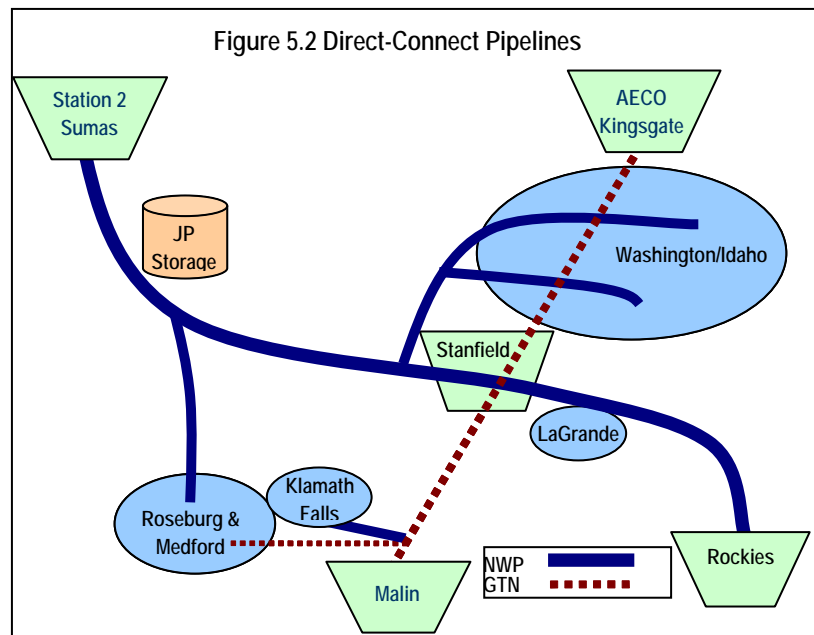 Figure 5.2 Direct-Connect Pipelines
Station 2
Sumas
AECO
Kingsgate
JP
Storage
Washington/Idaho
Stanfield
LaGrande
Klamath
Falls
Roseburg &
Medford
Malin
NWP
GTN
Rockies